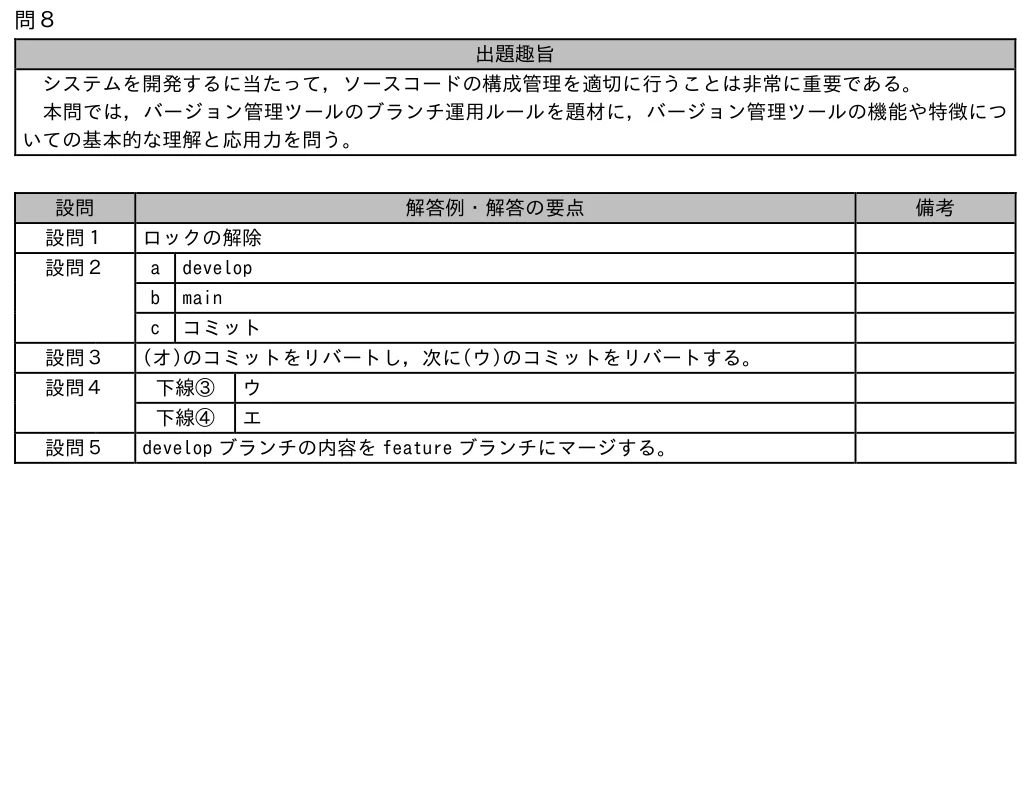 問８
出題趣旨
システムを開発するに当たって，ソースコードの構成管理を適切に行うことは非常に重要である。
本問では，バージョン管理ツールのブランチ運用ルールを題材に，バージョン管理ツールの機能や特徴につ
いての基本的な理解と応用力を問う。
設問 解答例・解答の要点 備考
設問１ ロックの解除
設問２ a develop
b main
c コミット
設問３ (オ)のコミットをリバートし，次に(ウ)のコミットをリバートする。
設問４ 下線③ ウ
下線④ エ
設問５ develop ブランチの内容を feature ブランチにマージする。